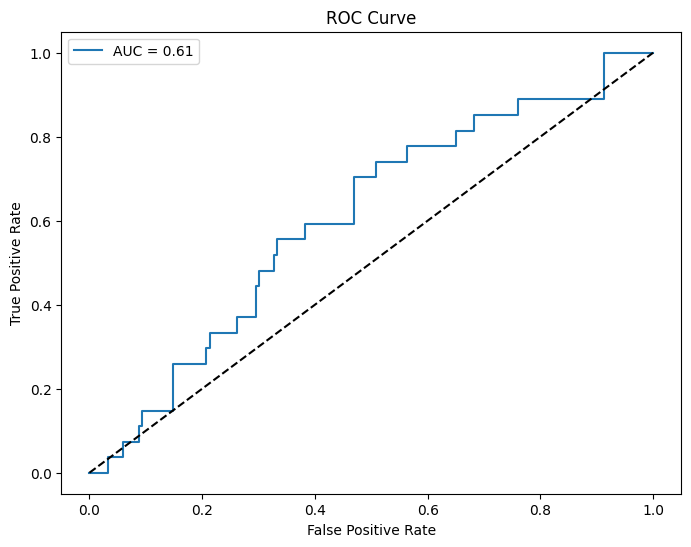 ROC Curve
AUC = 0.61
True Positive Rate
1.0
0.8
0.6
0.4
0.2
0.0
0.0 0.2 0.4 0.6 0.8 1.0
False Positive Rate